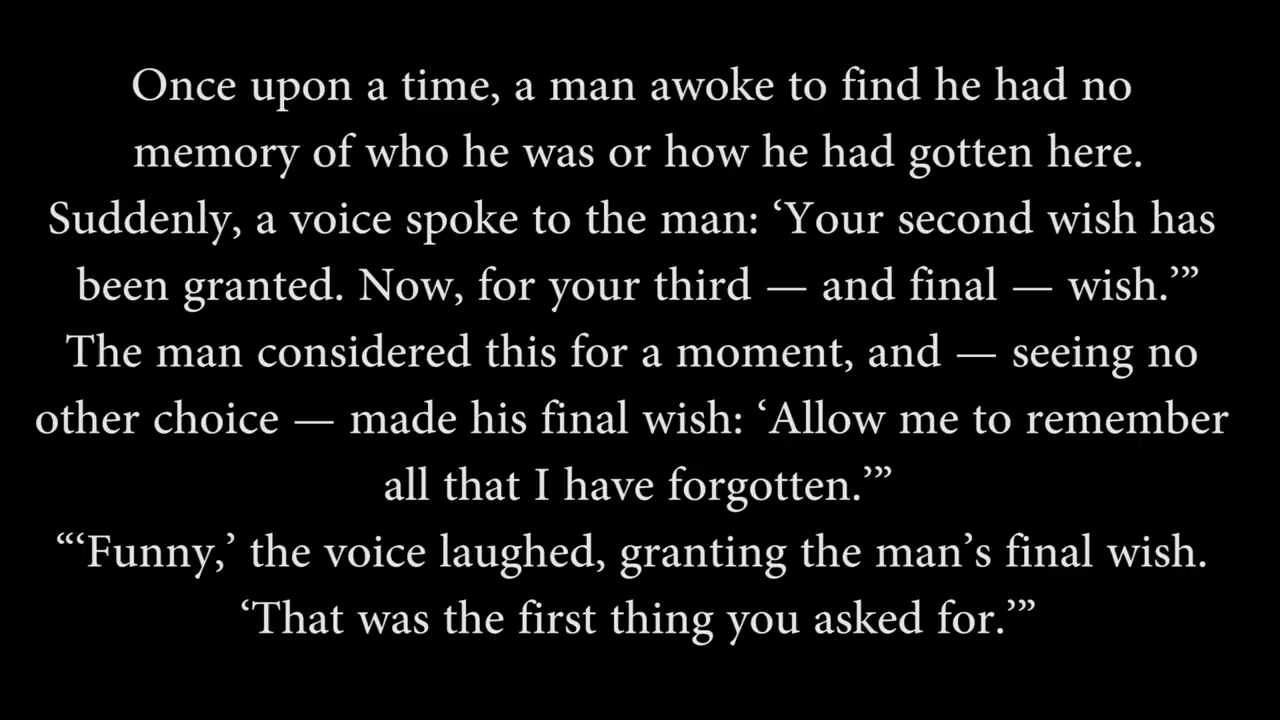 Once upon a time, a man awoke to find he had no
memory of who he was or how he had gotten here.
Suddenly, a voice spoke to the man: ‘Your second wish has
been granted. Now, for your third — and final — wish.’”
The man considered this for a moment, and — seeing no
other choice — made his final wish: ‘Allow me to remember
all that I have forgotten.’”
“‘Funny,’ the voice laughed, granting the man’s final wish.
‘That was the first thing you asked for.’”